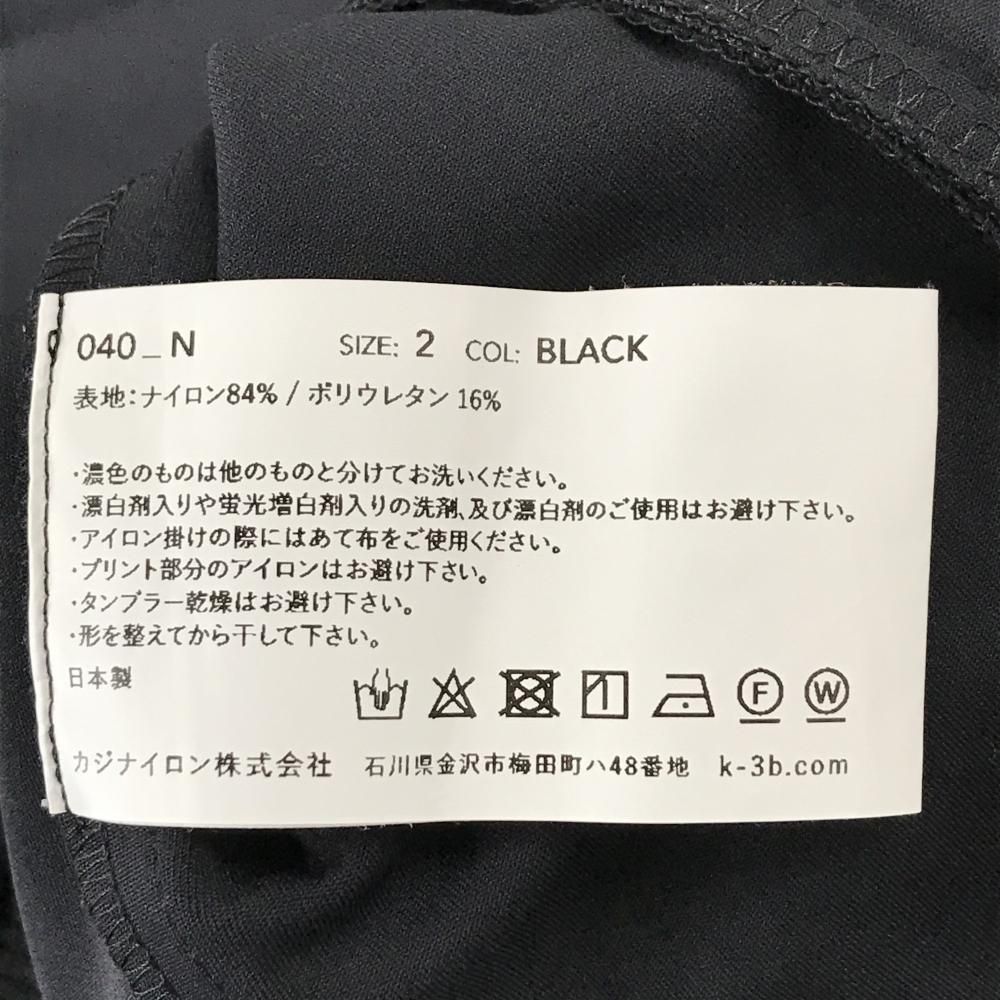 040_N SIZE: 2 COL: BLACK
表地:ナイロン84% / ポリウレタン 16%
・濃色のものは他のものと分けてお洗いください。
・漂白剤入りや蛍光増白剤入りの洗剤、及び漂白剤のご使用はお避け下さい。
・アイロン掛けの際にはあて布をご使用ください。
・プリント部分のアイロンはお避け下さい。
・タンブラー乾燥はお避け下さい。
・形を整えてから干して下さい。
日本製
F W
カジナイロン株式会社 石川県金沢市梅田町ハ48番地 k-3b.com